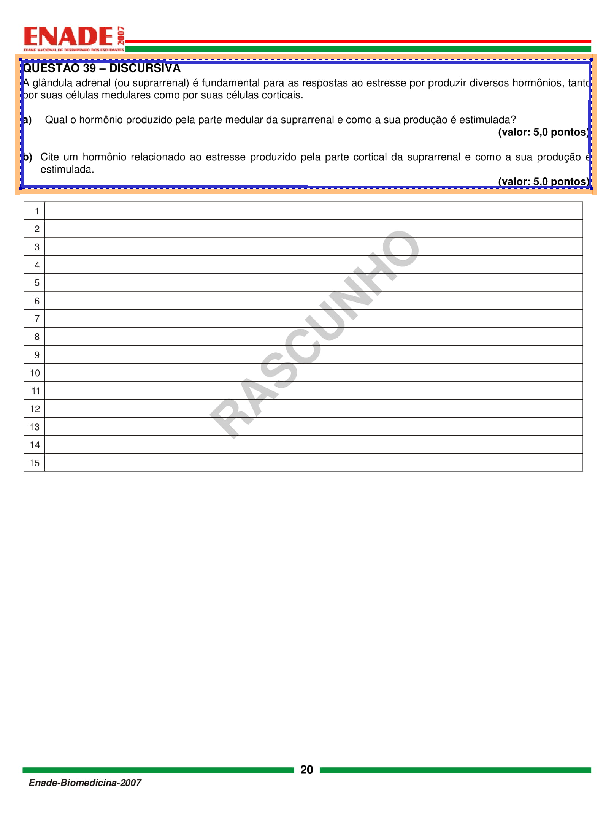 ENADE 2007
EXAME NACIONAL DE DESEMPENHO DOS ESTUDANTES
QUESTÃO 39 – DISCURSIVA
A glândula adrenal (ou suprarrenal) é fundamental para as respostas ao estresse por produzir diversos hormônios, tanto
por suas células medulares como por suas células corticais.
a) Qual o hormônio produzido pela parte medular da suprarrenal e como a sua produção é estimulada?
(valor: 5,0 pontos)
b) Cite um hormônio relacionado ao estresse produzido pela parte cortical da suprarrenal e como a sua produção é
estimulada.
(valor: 5,0 pontos)
1
2
3
4
5
6
7
8
9
10
11
12
13
14
15
RASCUNHO
20
Enade-Biomedicina-2007